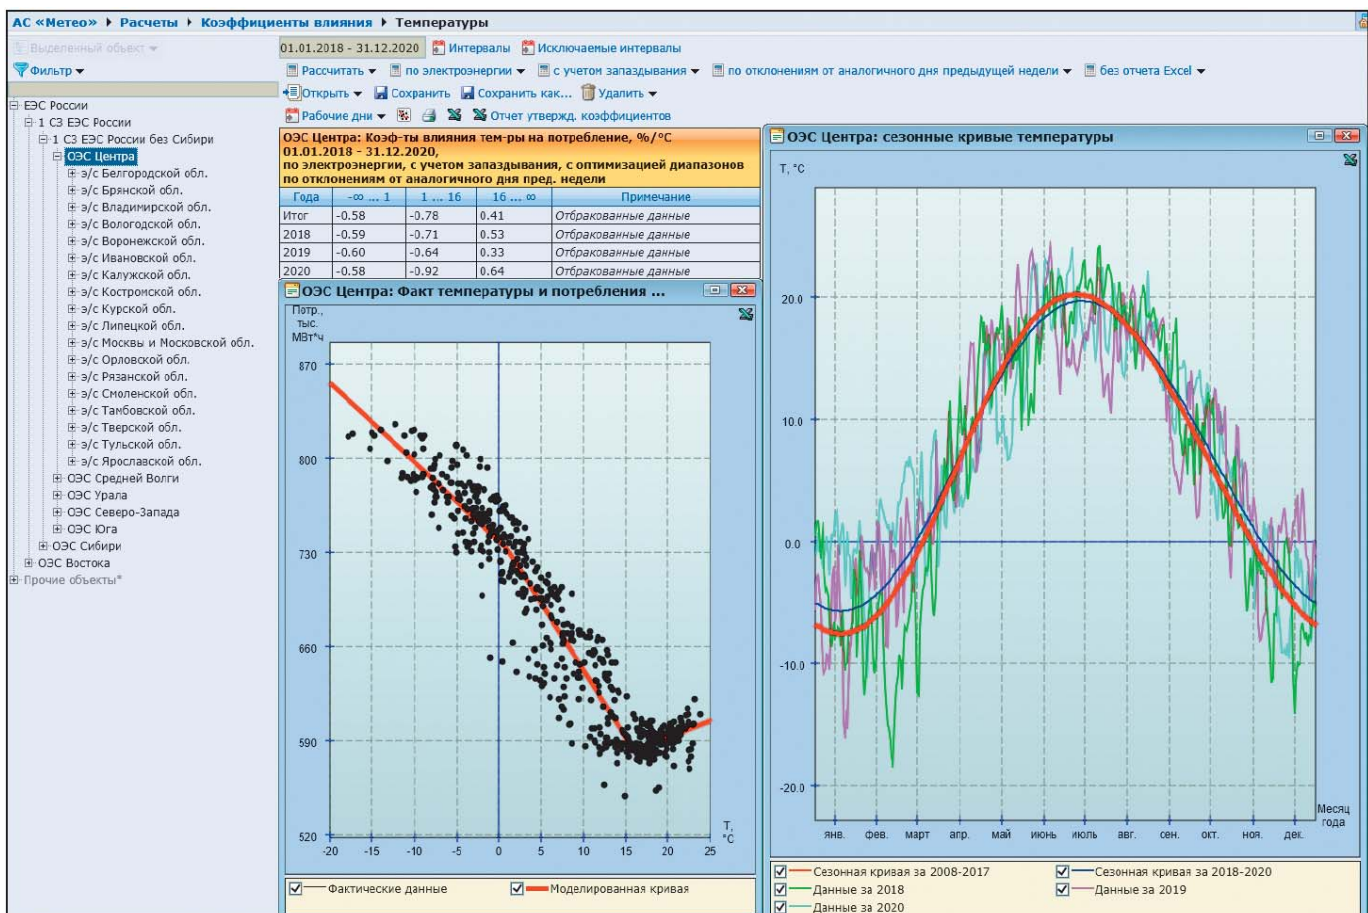 АС «Метео» ▸ Расчеты ▸ Коэффициенты влияния ▸ Температуры
Выделенный объект
Фильтр
ЕЭС России
1 СЗ ЕЭС России
1 СЗ ЕЭС России без Сибири
ОЭС Центра
э/с Белгородской обл.
э/с Брянской обл.
э/с Владимирской обл.
э/с Вологодской обл.
э/с Воронежской обл.
э/с Ивановской обл.
э/с Калужской обл.
э/с Костромской обл.
э/с Курской обл.
э/с Липецкой обл.
э/с Москвы и Московской обл.
э/с Орловской обл.
э/с Рязанской обл.
э/с Смоленской обл.
э/с Тамбовской обл.
э/с Тверской обл.
э/с Тульской обл.
э/с Ярославской обл.
ОЭС Средней Волги
ОЭС Урала
ОЭС Северо-Запада
ОЭС Юга
ОЭС Сибири
ОЭС Востока
Прочие объекты*
01.01.2018 - 31.12.2020 Интервалы Исключаемые интервалы
Рассчитать по электроэнергии с учетом запаздывания по отклонениям от аналогичного дня предыдущей недели без отчета Excel
Открыть Сохранить Сохранить как... Удалить
Рабочие дни Отчет утвержд. коэффициентов
ОЭС Центра: Коэф-ты влияния тем-ры на потребление, %/°C
01.01.2018 - 31.12.2020,
по электроэнергии, с учетом запаздывания, с оптимизацией диапазонов
по отклонениям от аналогичного дня пред. недели
Года -∞ ... 1 1 ... 16 16 ... ∞ Примечание
Итог -0.58 -0.78 0.41 Отбракованные данные
2018 -0.59 -0.71 0.53 Отбракованные данные
2019 -0.60 -0.64 0.33 Отбракованные данные
2020 -0.58 -0.92 0.64 Отбракованные данные
ОЭС Центра: Факт температуры и потребления ...
Потр.,
тыс.
МВт*ч
870
800
730
660
590
520
-20 -15 -10 -5 0 5 10 15 20 25
T,
°C
Фактические данные Моделированная кривая
ОЭС Центра: сезонные кривые температуры
T, °C
20.0
10.0
0.0
-10.0
-20.0
янв. фев. март апр. май июнь июль авг. сен. окт. ноя. дек.
Месяц
года
Сезонная кривая за 2008-2017 Сезонная кривая за 2018-2020
Данные за 2018 Данные за 2019
Данные за 2020